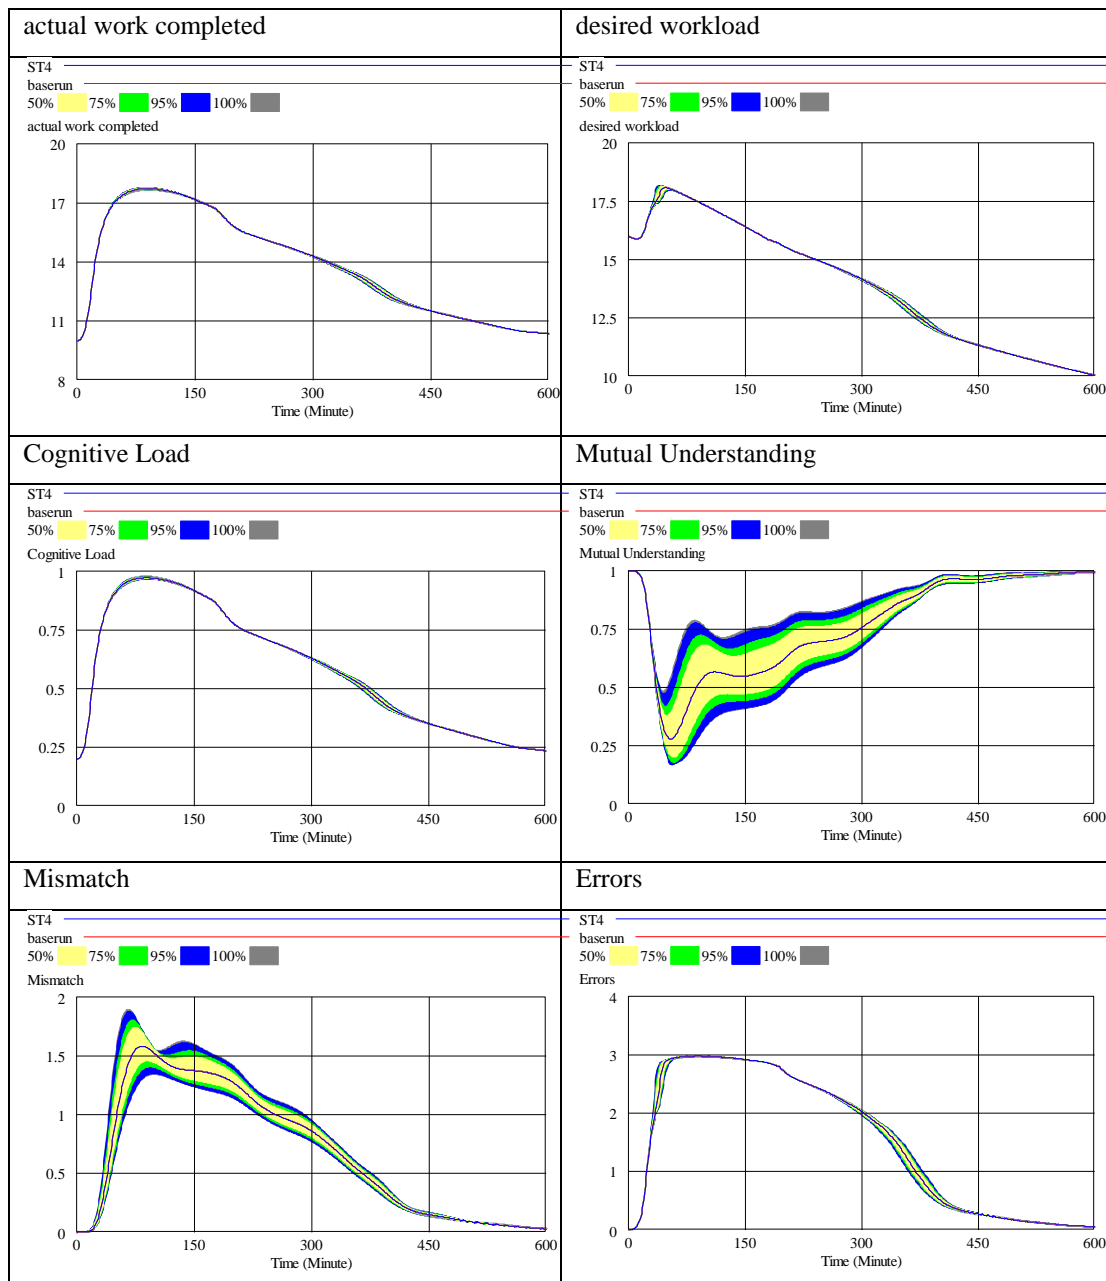 actual work completed
desired workload
ST4
baserun
50% 75% 95% 100%
actual work completed
20
17
14
11
8
0 150 300 450 600
Time (Minute)
ST4
baserun
50% 75% 95% 100%
desired workload
20
17.5
15
12.5
10
0 150 300 450 600
Time (Minute)
Cognitive Load
Mutual Understanding
ST4
baserun
50% 75% 95% 100%
Cognitive Load
1
0.75
0.5
0.25
0
0 150 300 450 600
Time (Minute)
ST4
baserun
50% 75% 95% 100%
Mutual Understanding
1
0.75
0.5
0.25
0
0 150 300 450 600
Time (Minute)
Mismatch
Errors
ST4
baserun
50% 75% 95% 100%
Mismatch
2
1.5
1
0.5
0
0 150 300 450 600
Time (Minute)
ST4
baserun
50% 75% 95% 100%
Errors
4
3
2
1
0
0 150 300 450 600
Time (Minute)